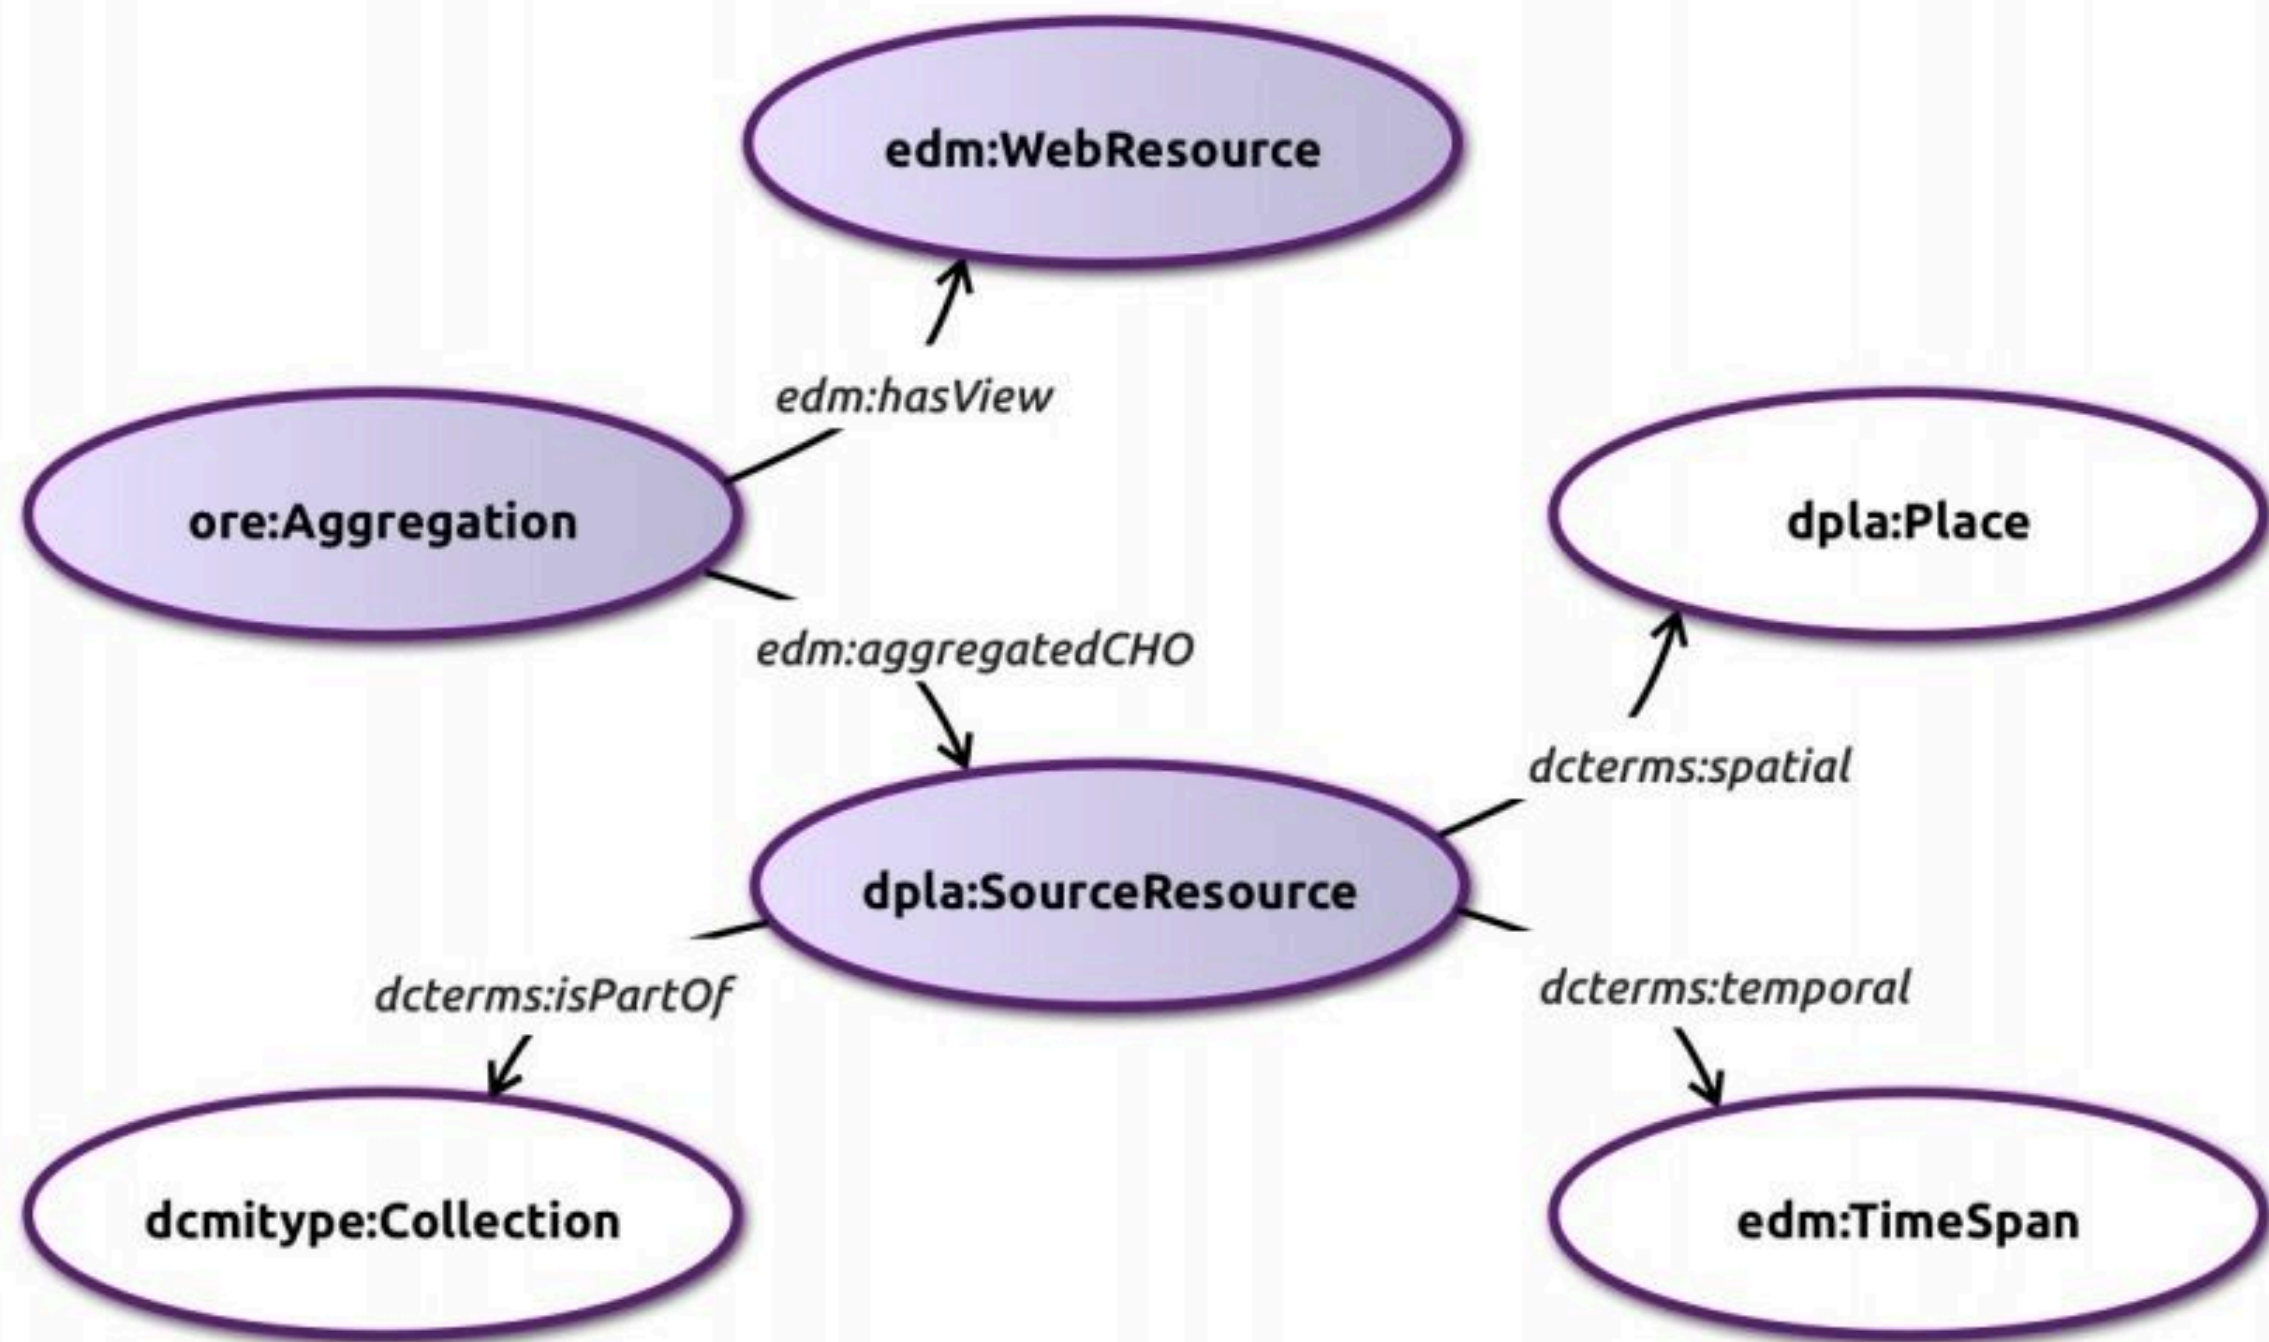 edm:WebResource
edm:hasView
ore:Aggregation
dpla:Place
edm:aggregatedCHO
dcterms:spatial
dpla:SourceResource
dcterms:isPartOf
dcterms:temporal
dcmitype:Collection
edm:TimeSpan